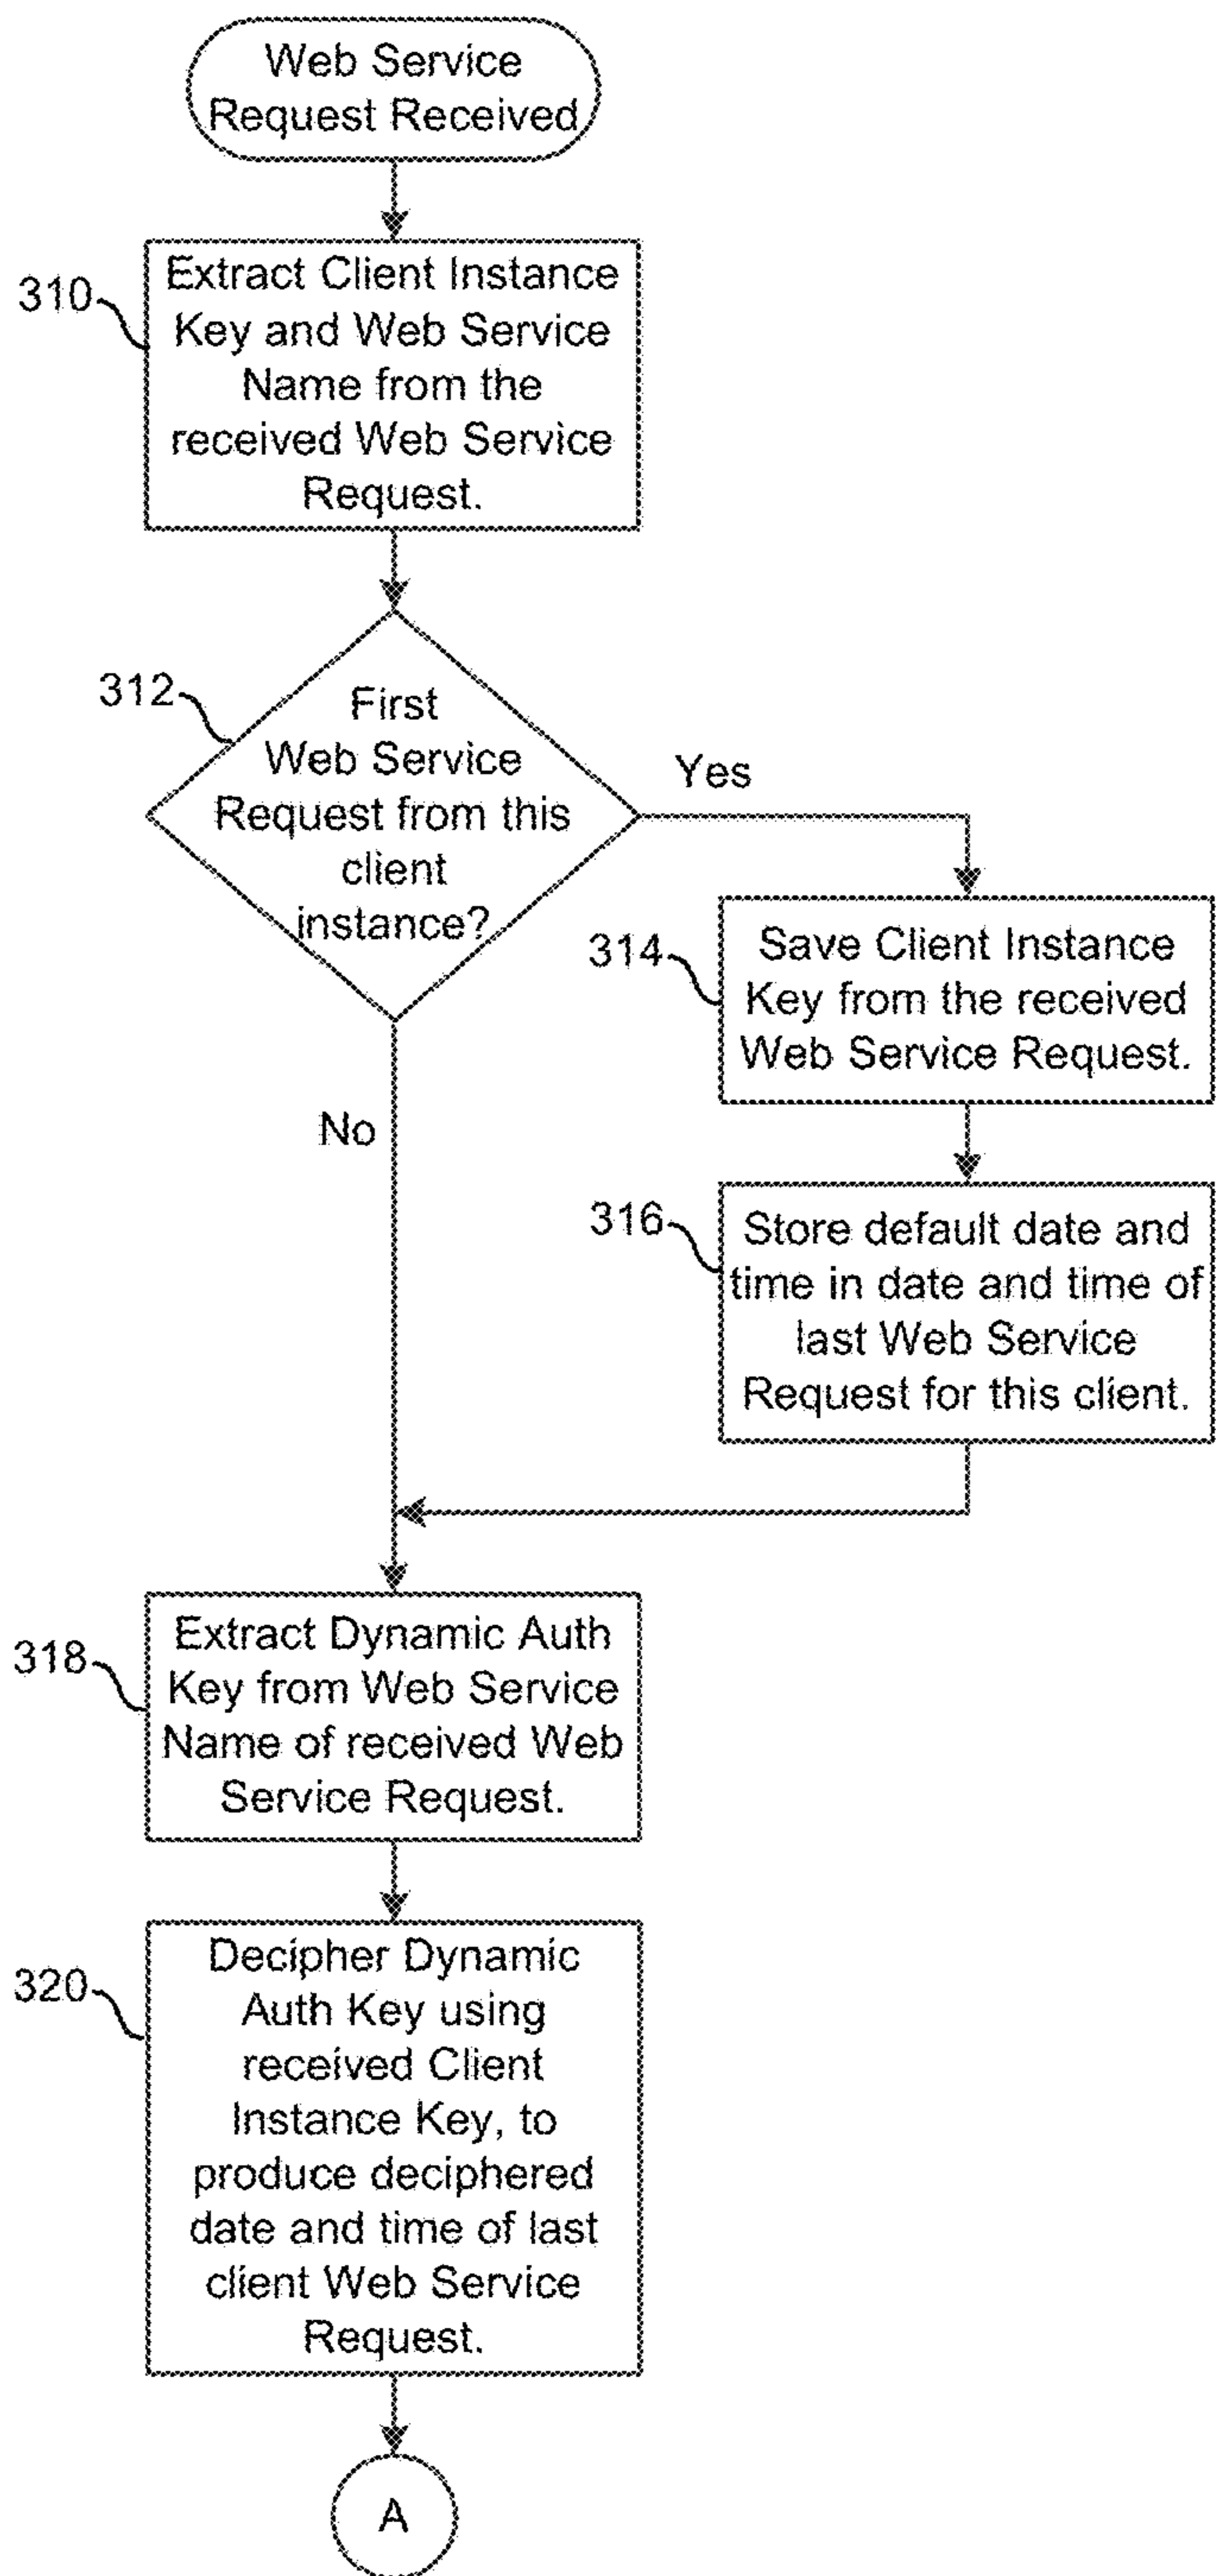 Web Service
Request Received
310
Extract Client Instance
Key and Web Service
Name from the
received Web Service
Request.
312
First
Web Service
Request from this
client
instance?
Yes
No
314
Save Client Instance
Key from the received
Web Service Request.
316
Store default date and
time in date and time of
last Web Service
Request for this client.
318
Extract Dynamic Auth
Key from Web Service
Name of received Web
Service Request.
320
Decipher Dynamic
Auth Key using
received Client
Instance Key, to
produce deciphered
date and time of last
client Web Service
Request.
A